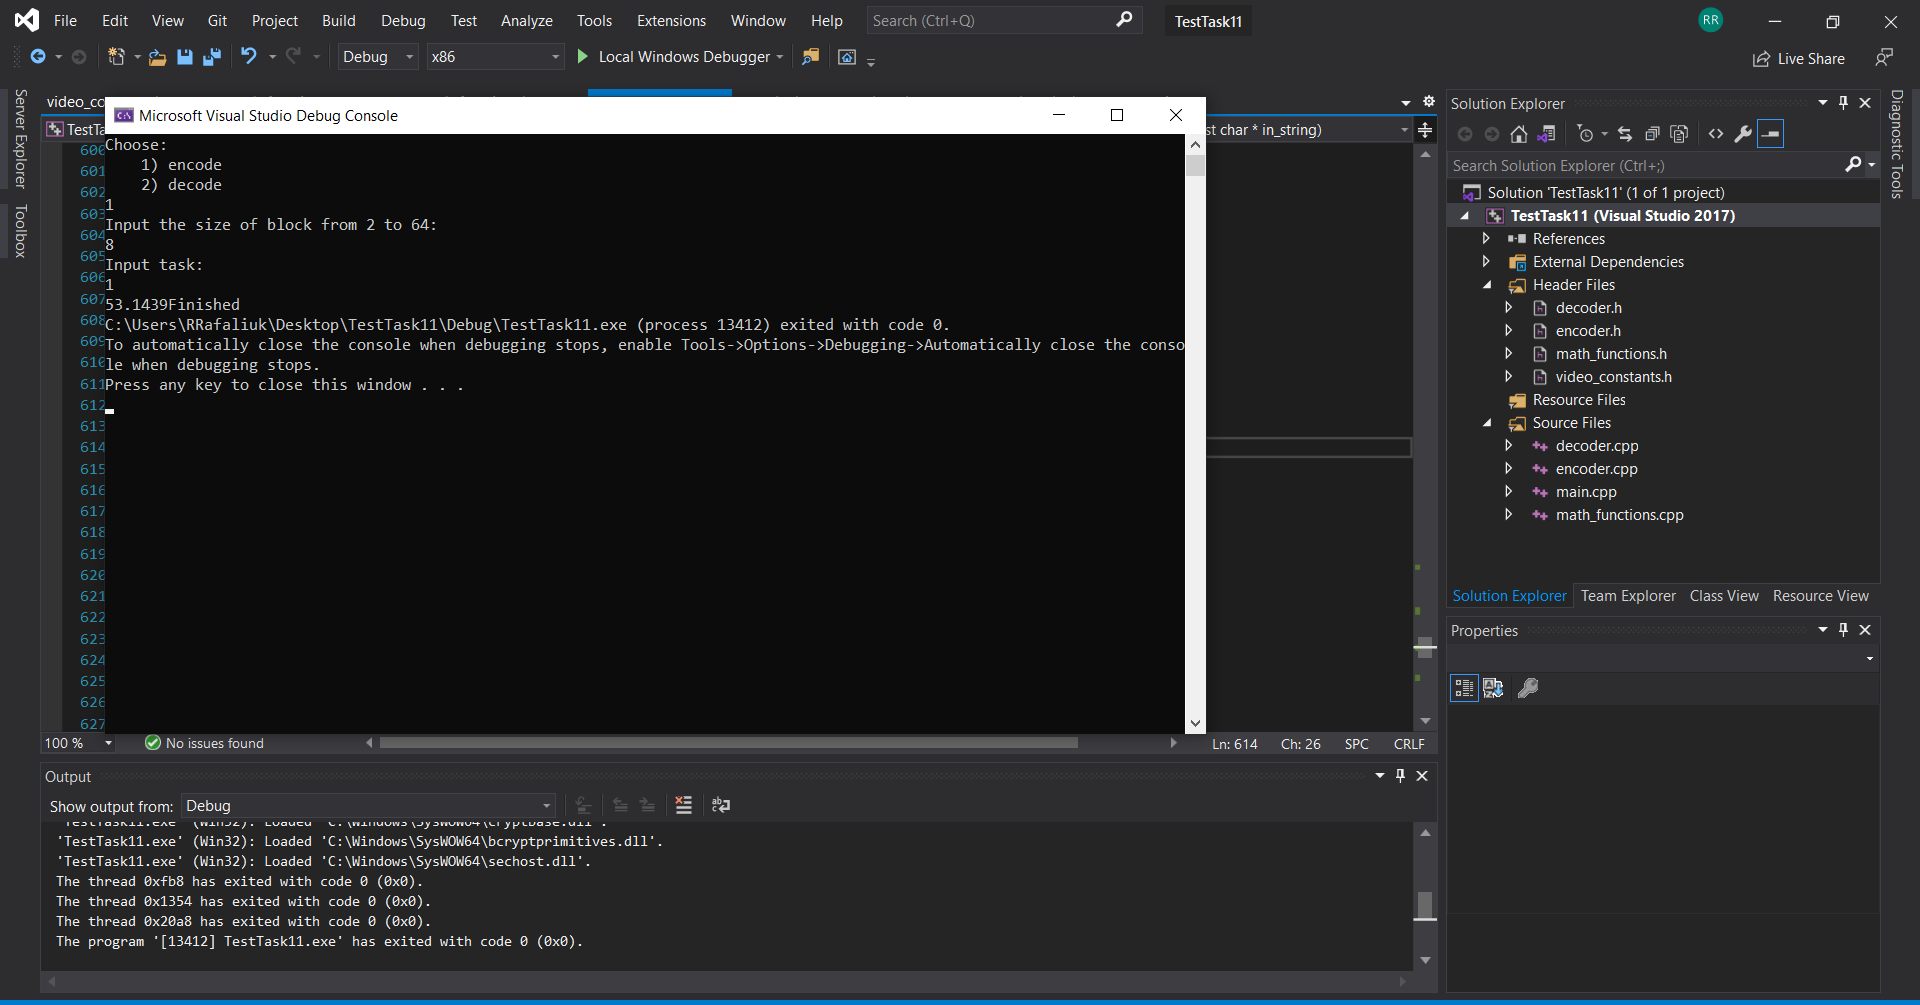 File Edit View Git Project Build Debug Test Analyze Tools Extensions Window Help Search (Ctrl+Q) TestTask11 RR
Debug x86 Local Windows Debugger Live Share
Server Explorer
Toolbox
video_co
TestTa
st char * in_string)
Microsoft Visual Studio Debug Console
Choose:
1) encode
2) decode
1
Input the size of block from 2 to 64:
8
Input task:
1
53.1439Finished
C:\Users\RRafaliuk\Desktop\TestTask11\Debug\TestTask11.exe (process 13412) exited with code 0.
To automatically close the console when debugging stops, enable Tools->Options->Debugging->Automatically close the conso
le when debugging stops.
Press any key to close this window . . .
600
601
602
603
604
605
606
607
608
609
610
611
612
613
614
615
616
617
618
619
620
621
622
623
624
625
626
627
100 % No issues found Ln: 614 Ch: 26 SPC CRLF
Output
Show output from: Debug
'TestTask11.exe' (Win32): Loaded 'C:\Windows\SysWOW64\cryptbase.dll'.
'TestTask11.exe' (Win32): Loaded 'C:\Windows\SysWOW64\bcryptprimitives.dll'.
'TestTask11.exe' (Win32): Loaded 'C:\Windows\SysWOW64\sechost.dll'.
The thread 0xfb8 has exited with code 0 (0x0).
The thread 0x1354 has exited with code 0 (0x0).
The thread 0x20a8 has exited with code 0 (0x0).
The program '[13412] TestTask11.exe' has exited with code 0 (0x0).
Solution Explorer
Search Solution Explorer (Ctrl+;)
Solution 'TestTask11' (1 of 1 project)
TestTask11 (Visual Studio 2017)
References
External Dependencies
Header Files
decoder.h
encoder.h
math_functions.h
video_constants.h
Resource Files
Source Files
decoder.cpp
encoder.cpp
main.cpp
math_functions.cpp
Solution Explorer Team Explorer Class View Resource View
Properties
Diagnostic Tools